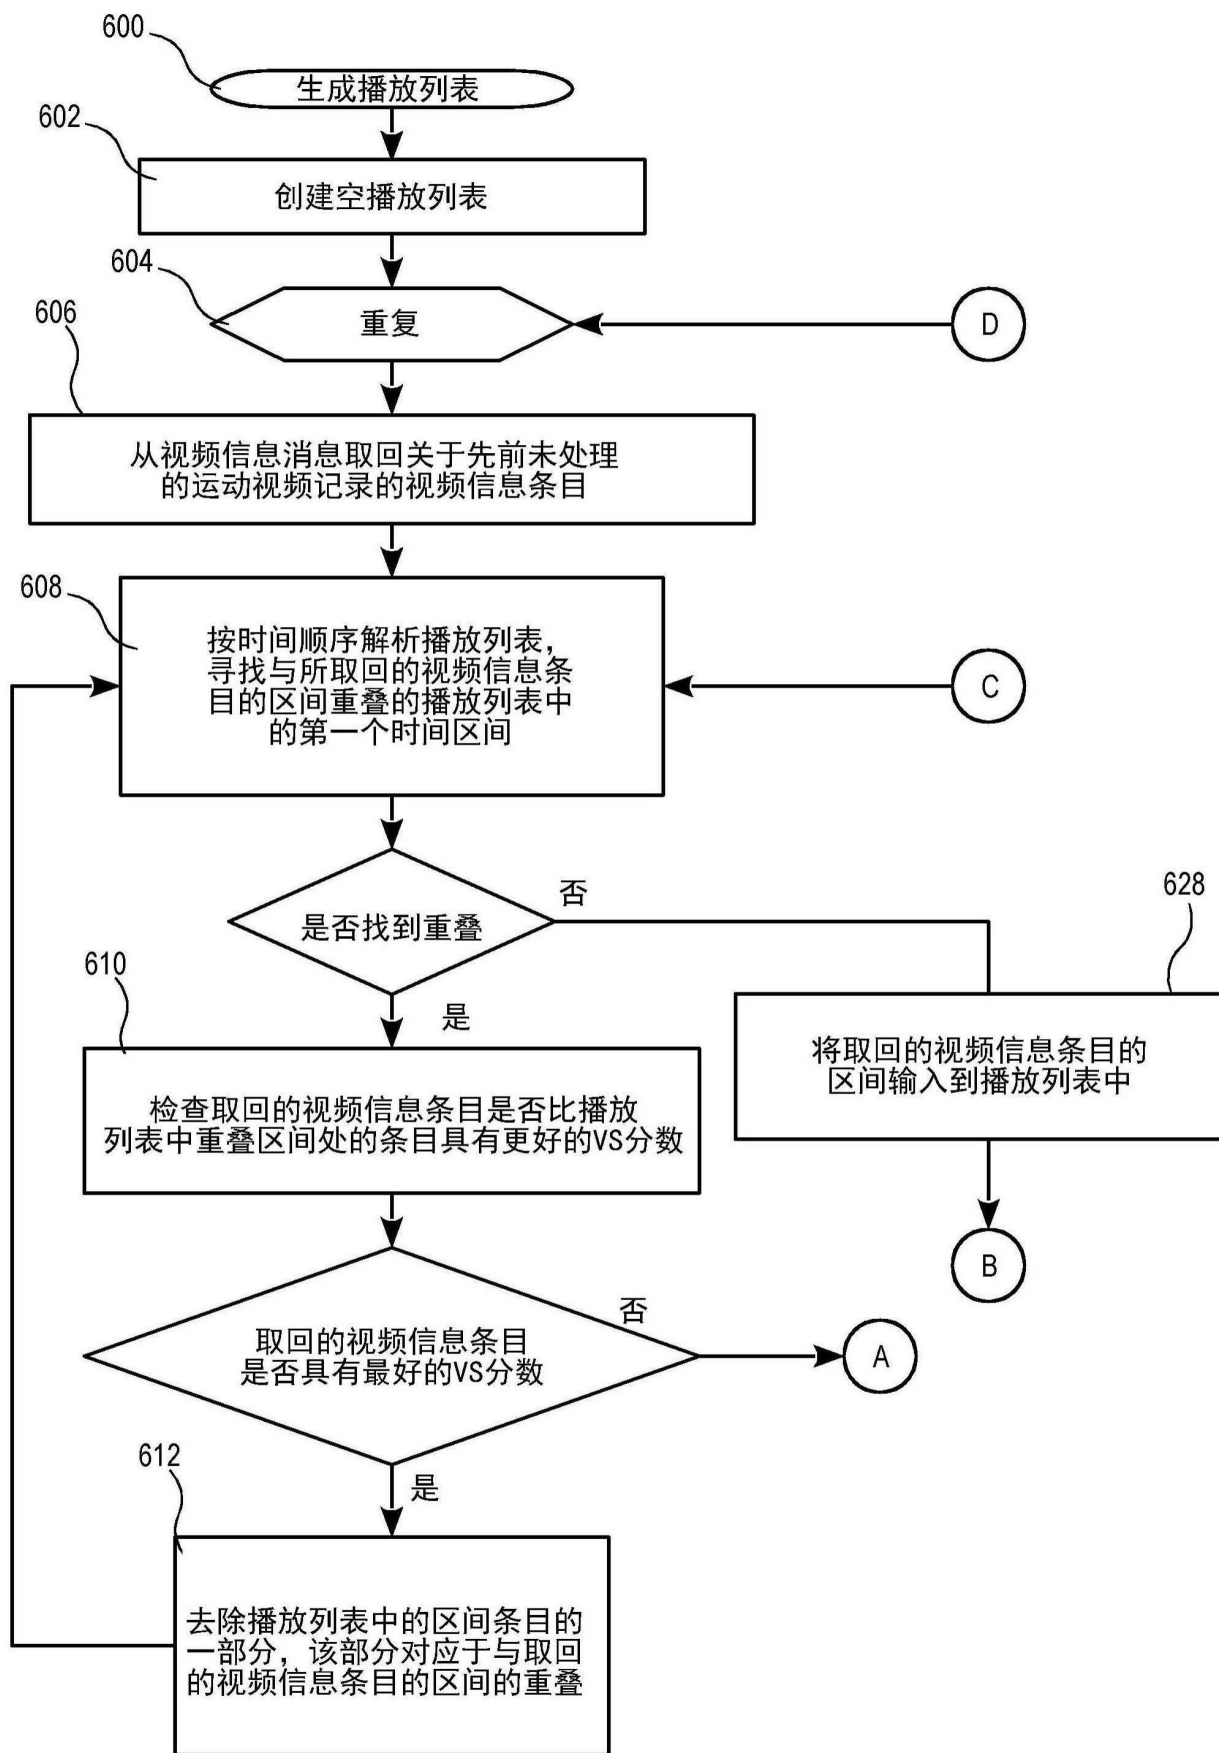 600
生成播放列表
602
创建空播放列表
604
重复
D
606
从视频信息消息取回关于先前未处理
的运动视频记录的视频信息条目
608
按时间顺序解析播放列表，
寻找与所取回的视频信息条
目的区间重叠的播放列表中
的第一个时间区间
C
是否找到重叠
否
628
610
是
将取回的视频信息条目的
区间输入到播放列表中
检查取回的视频信息条目是否比播放
列表中重叠区间处的条目具有更好的VS分数
B
取回的视频信息条目
是否具有最好的VS分数
否
A
612
是
去除播放列表中的区间条目的
一部分，该部分对应于与取回
的视频信息条目的区间的重叠